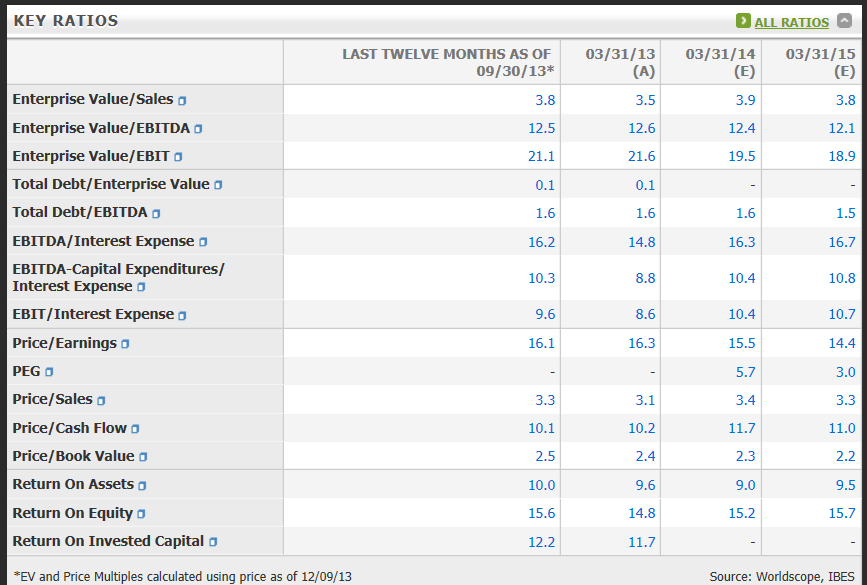 KEY RATIOS ALL RATIOS
LAST TWELVE MONTHS AS OF 03/31/13 03/31/14 03/31/15
09/30/13* (A) (E) (E)
Enterprise Value/Sales 3.8 3.5 3.9 3.8
Enterprise Value/EBITDA 12.5 12.6 12.4 12.1
Enterprise Value/EBIT 21.1 21.6 19.5 18.9
Total Debt/Enterprise Value 0.1 0.1 - -
Total Debt/EBITDA 1.6 1.6 1.6 1.5
EBITDA/Interest Expense 16.2 14.8 16.3 16.7
EBITDA-Capital Expenditures/
Interest Expense 10.3 8.8 10.4 10.8
EBIT/Interest Expense 9.6 8.6 10.4 10.7
Price/Earnings 16.1 16.3 15.5 14.4
PEG - - 5.7 3.0
Price/Sales 3.3 3.1 3.4 3.3
Price/Cash Flow 10.1 10.2 11.7 11.0
Price/Book Value 2.5 2.4 2.3 2.2
Return On Assets 10.0 9.6 9.0 9.5
Return On Equity 15.6 14.8 15.2 15.7
Return On Invested Capital 12.2 11.7 - -
*EV and Price Multiples calculated using price as of 12/09/13 Source: Worldscope, IBES